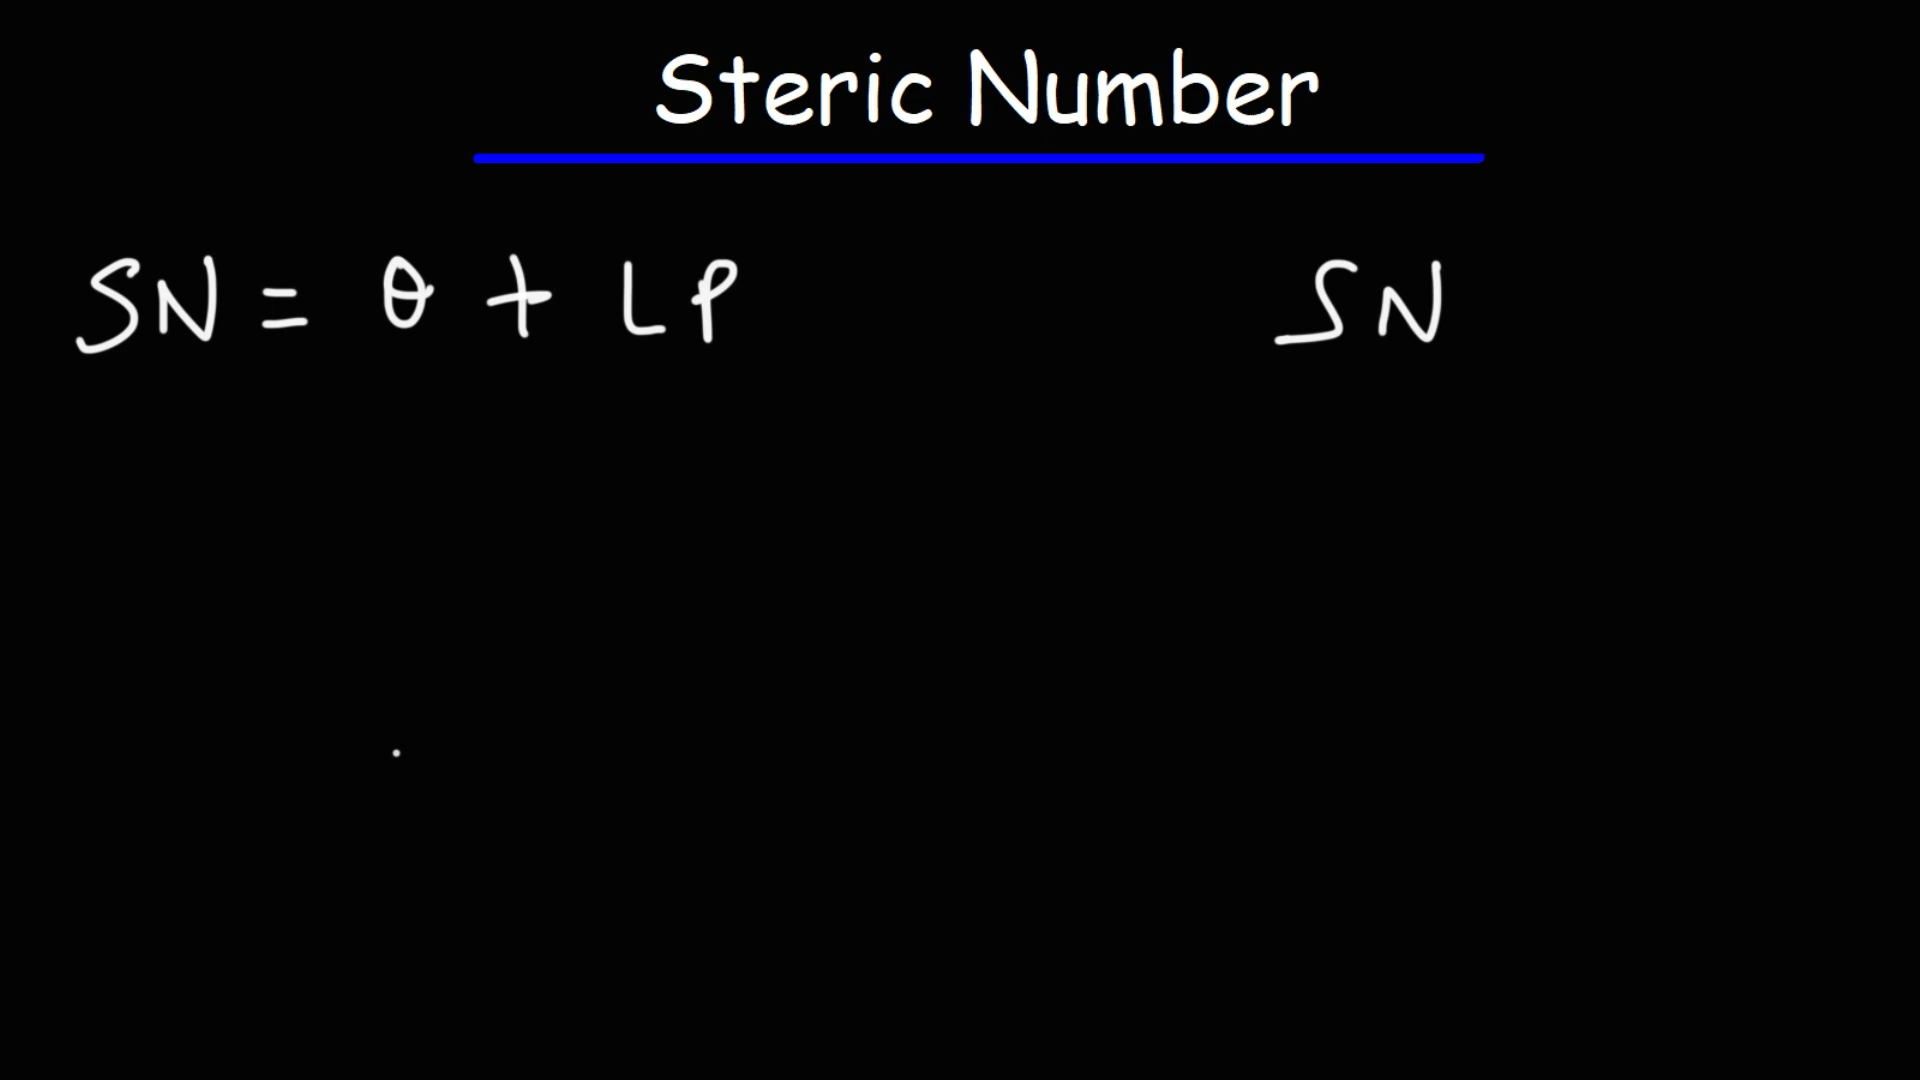 Steric Number
SN = θ + LP SN